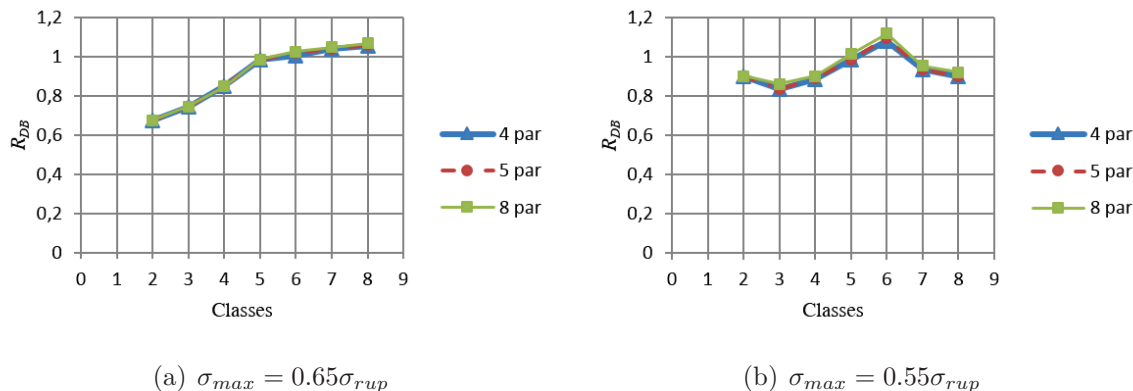 1,2
1
0,8
0,6
0,4
0,2
0
R_DB
0 1 2 3 4 5 6 7 8 9
Classes
4 par
5 par
8 par
(a) σ_max = 0.65σ_rup
1,2
1
0,8
0,6
0,4
0,2
0
R_DB
0 1 2 3 4 5 6 7 8 9
Classes
4 par
5 par
8 par
(b) σ_max = 0.55σ_rup